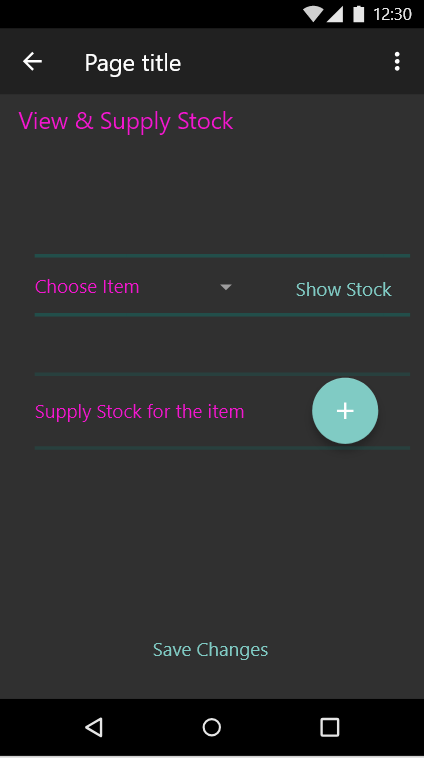 12:30
Page title
View & Supply Stock
Choose Item
Show Stock
Supply Stock for the item
+
Save Changes